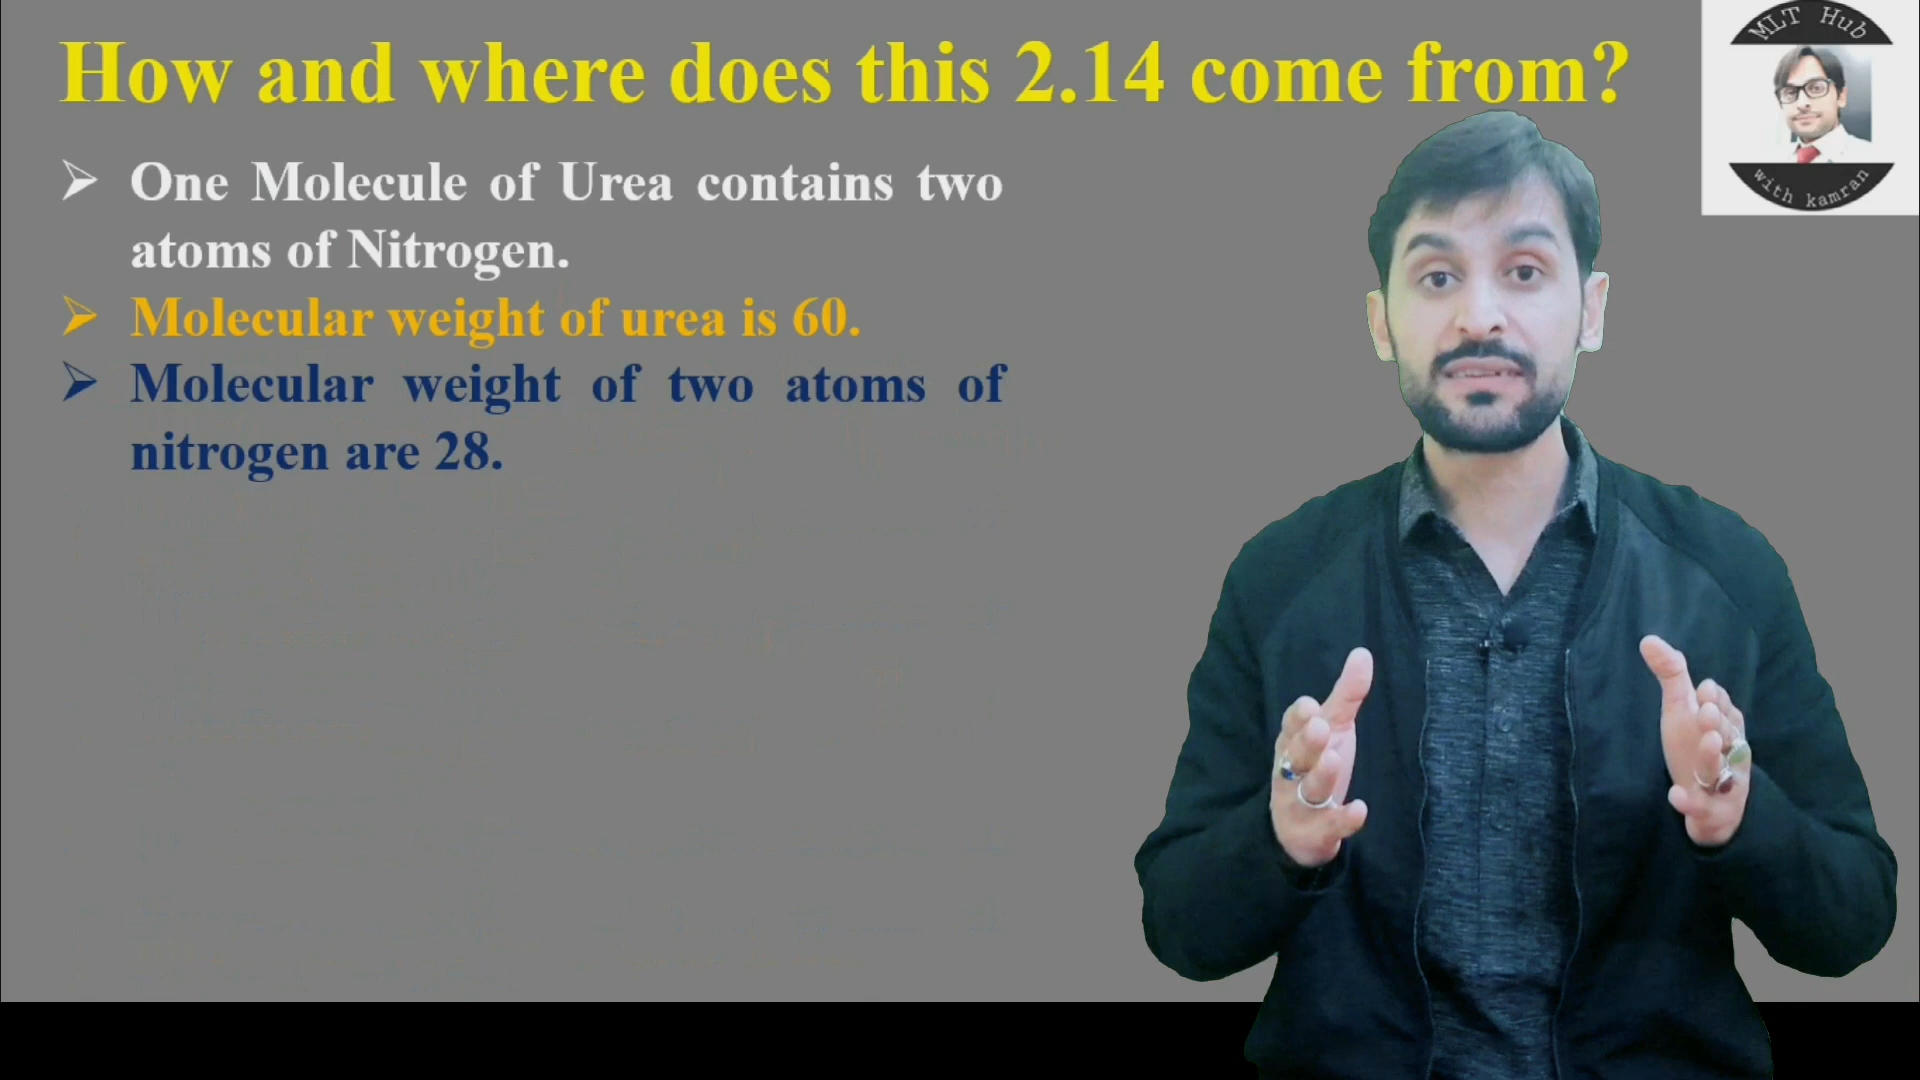 How and where does this 2.14 come from?
MLT Hub
with kamran
➢ One Molecule of Urea contains two
atoms of Nitrogen.
➢ Molecular weight of urea is 60.
➢ Molecular weight of two atoms of
nitrogen are 28.